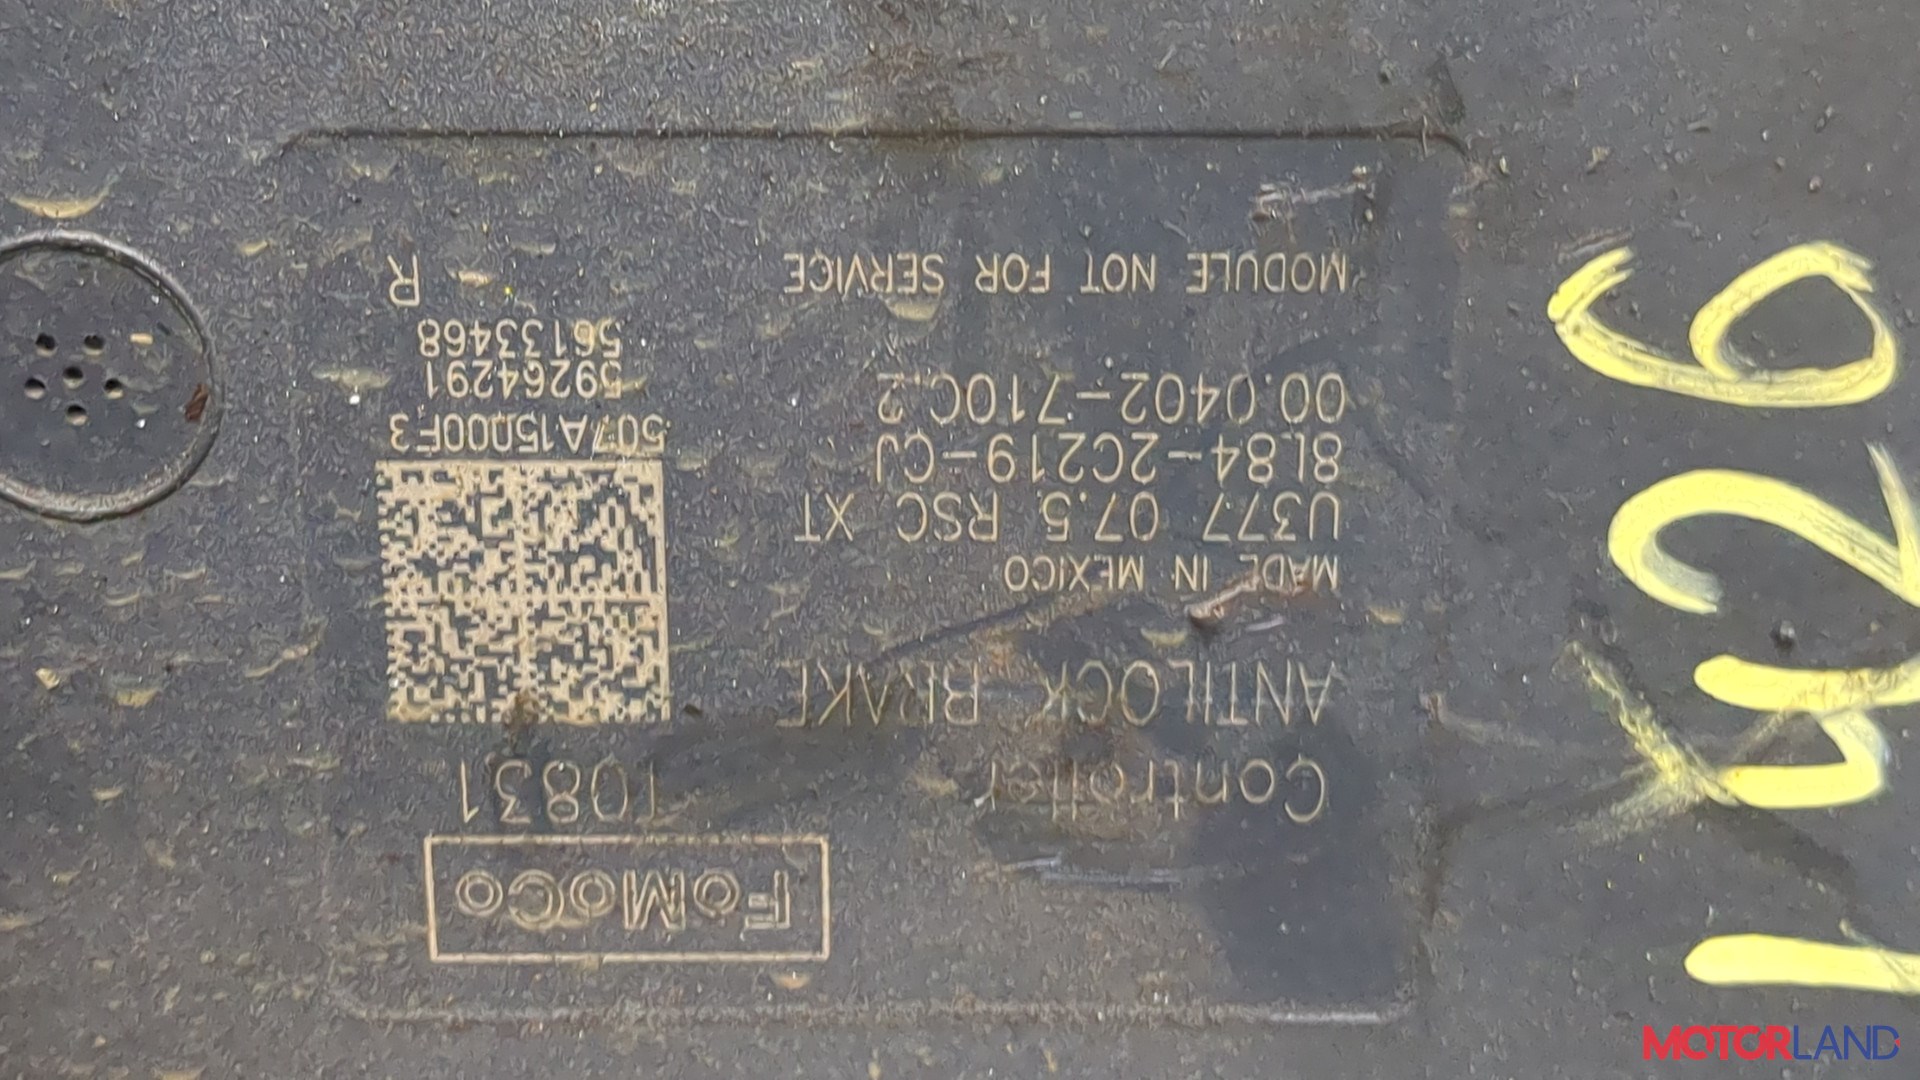 FoMoCo
Controller T0831
ANTILOCK BRAKE
MADE IN MEXICO
U377 07.5 RSC XT
8L84-2C219-CJ
00.0402-710C.2
MODULE NOT FOR SERVICE
507A15000F3
59264291
56133468
R
MOTORLAND